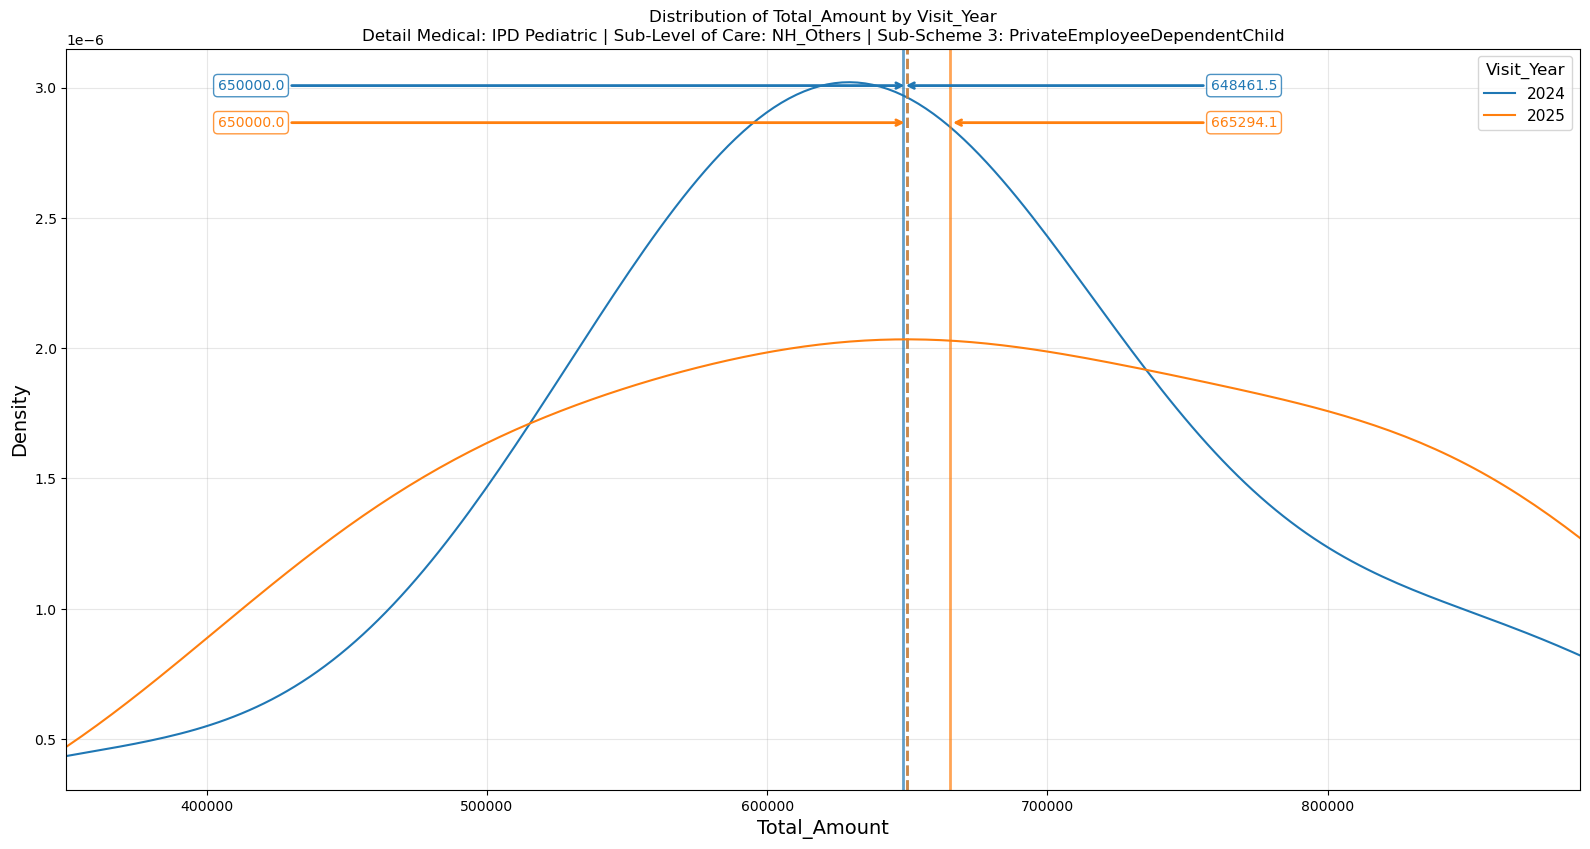 Distribution of Total_Amount by Visit_Year
Detail Medical: IPD Pediatric | Sub-Level of Care: NH_Others | Sub-Scheme 3: PrivateEmployeeDependentChild
1e−6
Visit_Year
2024
2025
650000.0
648461.5
650000.0
665294.1
3.0
2.5
2.0
1.5
1.0
0.5
Density
400000
500000
600000
700000
800000
Total_Amount